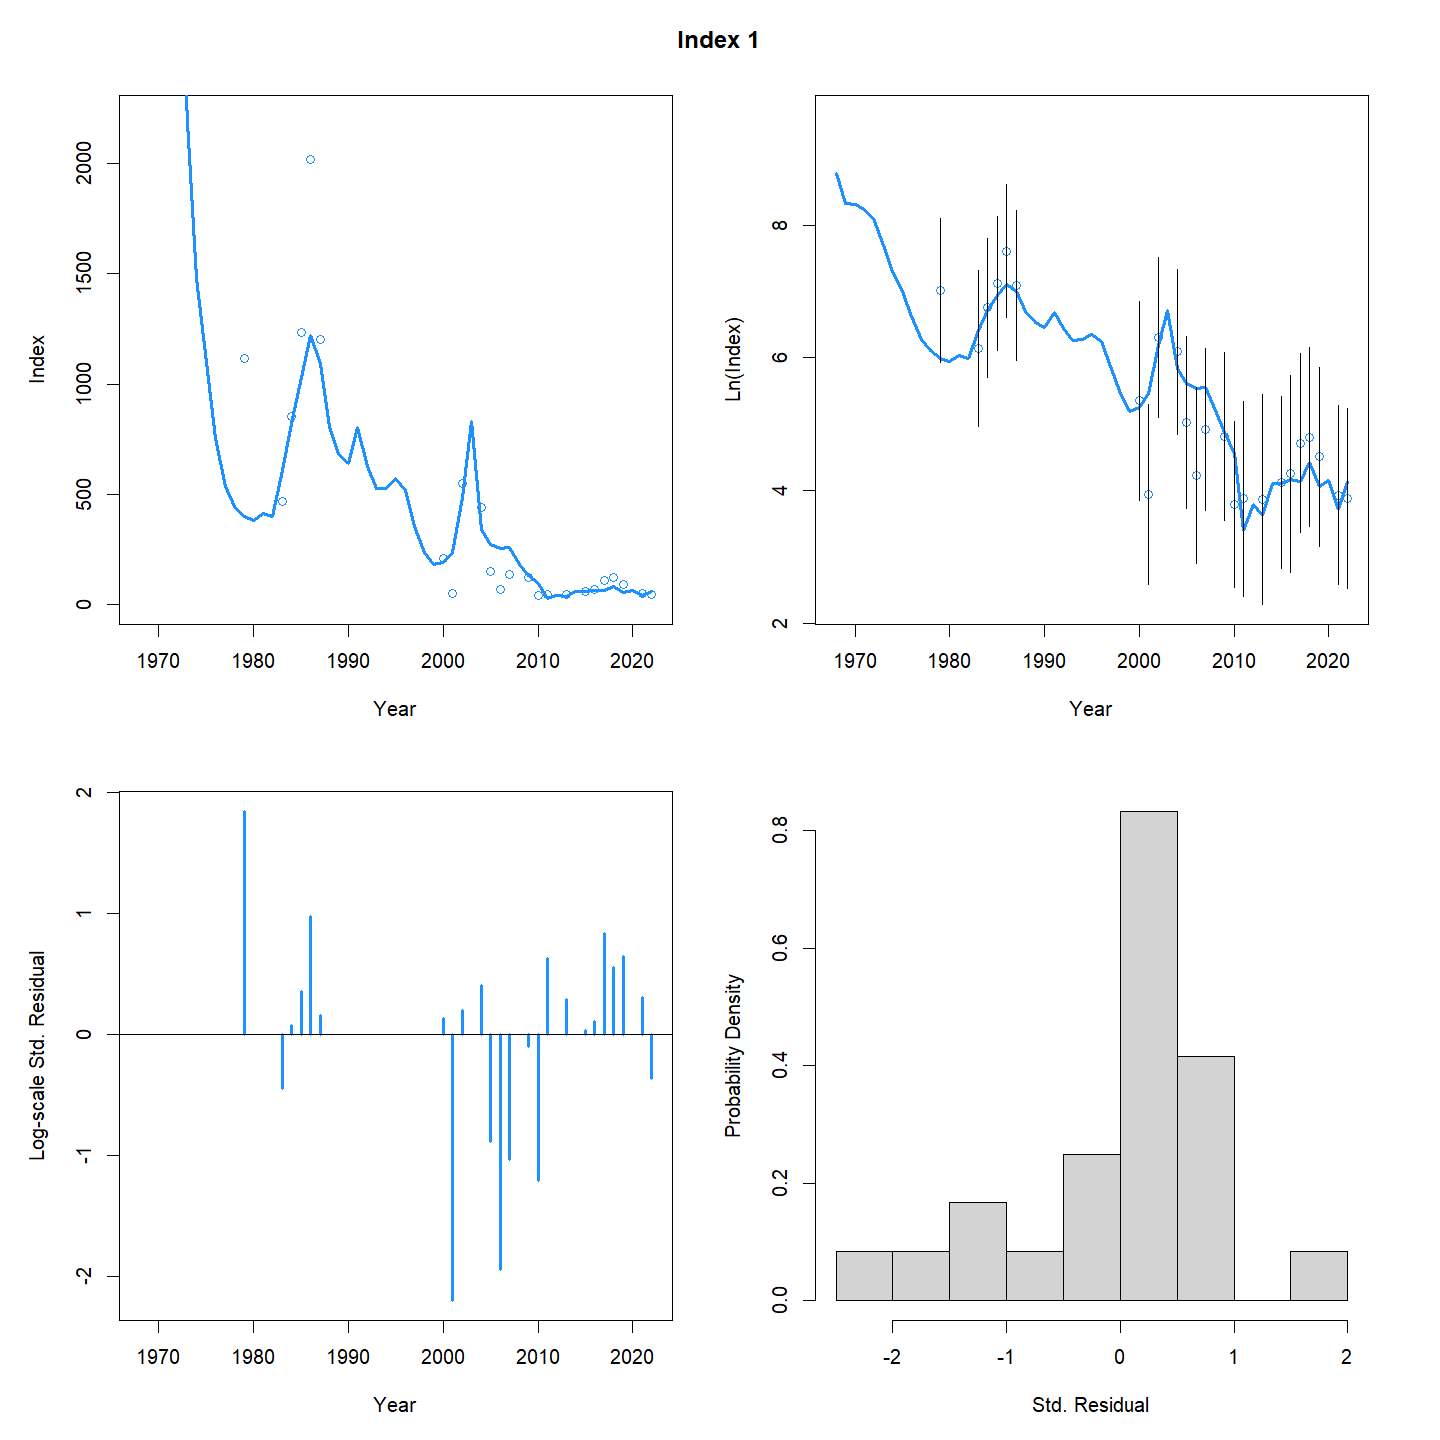 Index 1
Index
0
500
1000
1500
2000
1970 1980 1990 2000 2010 2020
Year
Ln(Index)
2
4
6
8
1970 1980 1990 2000 2010 2020
Year
Log-scale Std. Residual
-2
-1
0
1
2
1970 1980 1990 2000 2010 2020
Year
Probability Density
0.0
0.2
0.4
0.6
0.8
-2 -1 0 1 2
Std. Residual